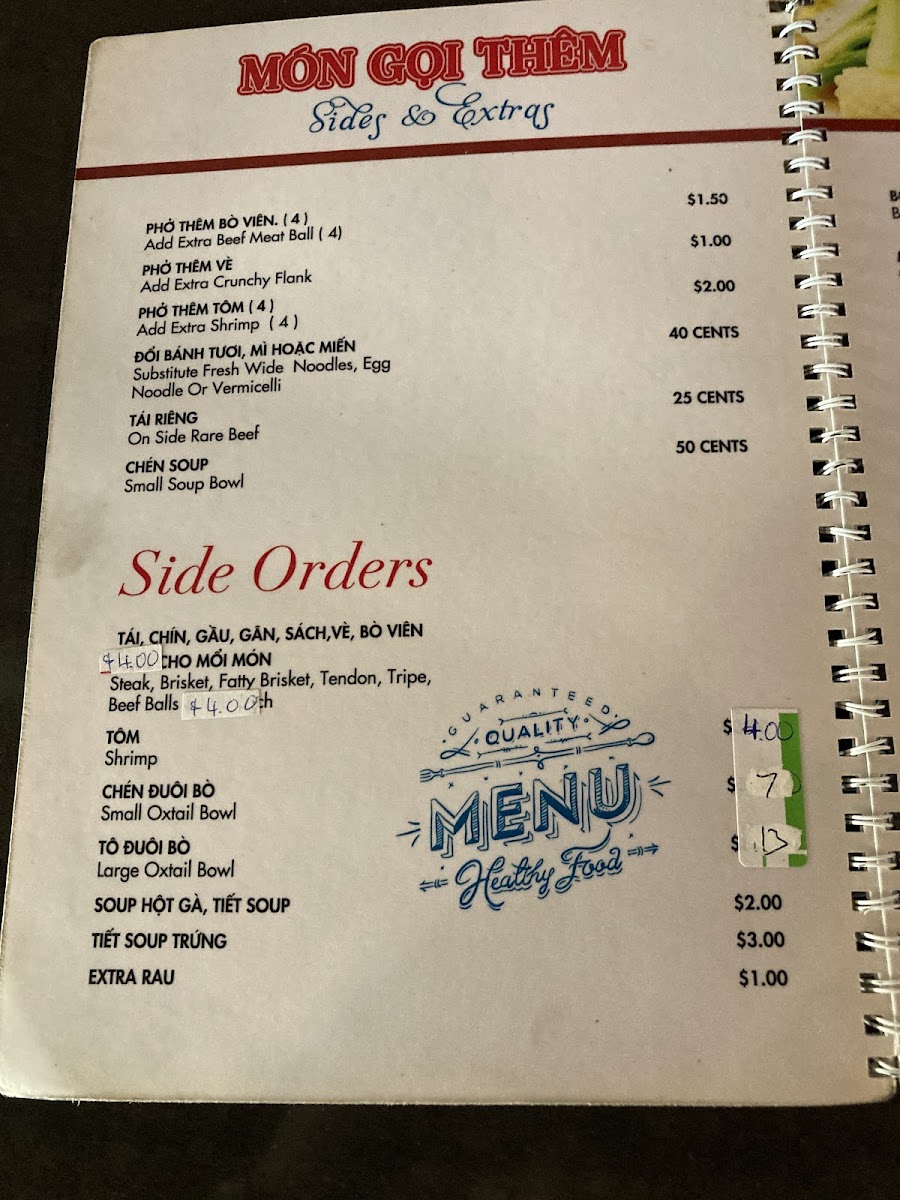 MÓN GỌI THÊM
Sides & Extras
PHỞ THÊM BÒ VIÊN. ( 4 ) $1.50
Add Extra Beef Meat Ball ( 4)
PHỞ THÊM VÈ $1.00
Add Extra Crunchy Flank
PHỞ THÊM TÔM ( 4 ) $2.00
Add Extra Shrimp ( 4 )
ĐỔI BÁNH TƯƠI, MÌ HOẶC MIẾN 40 CENTS
Substitute Fresh Wide Noodles, Egg
Noodle Or Vermicelli
TÁI RIÊNG 25 CENTS
On Side Rare Beef
CHÉN SOUP 50 CENTS
Small Soup Bowl
Side Orders
TÁI, CHÍN, GẦU, GÂN, SÁCH,VÈ, BÒ VIÊN
$4.00 CHO MỔI MÓN
Steak, Brisket, Fatty Brisket, Tendon, Tripe,
Beef Balls $4.00
TÔM $4.00
Shrimp
CHÉN ĐUÔI BÒ $7
Small Oxtail Bowl
TÔ ĐUÔI BÒ $13
Large Oxtail Bowl
SOUP HỘT GÀ, TIẾT SOUP $2.00
TIẾT SOUP TRỨNG $3.00
EXTRA RAU $1.00
GUARANTEED
QUALITY
MENU
Healthy Food